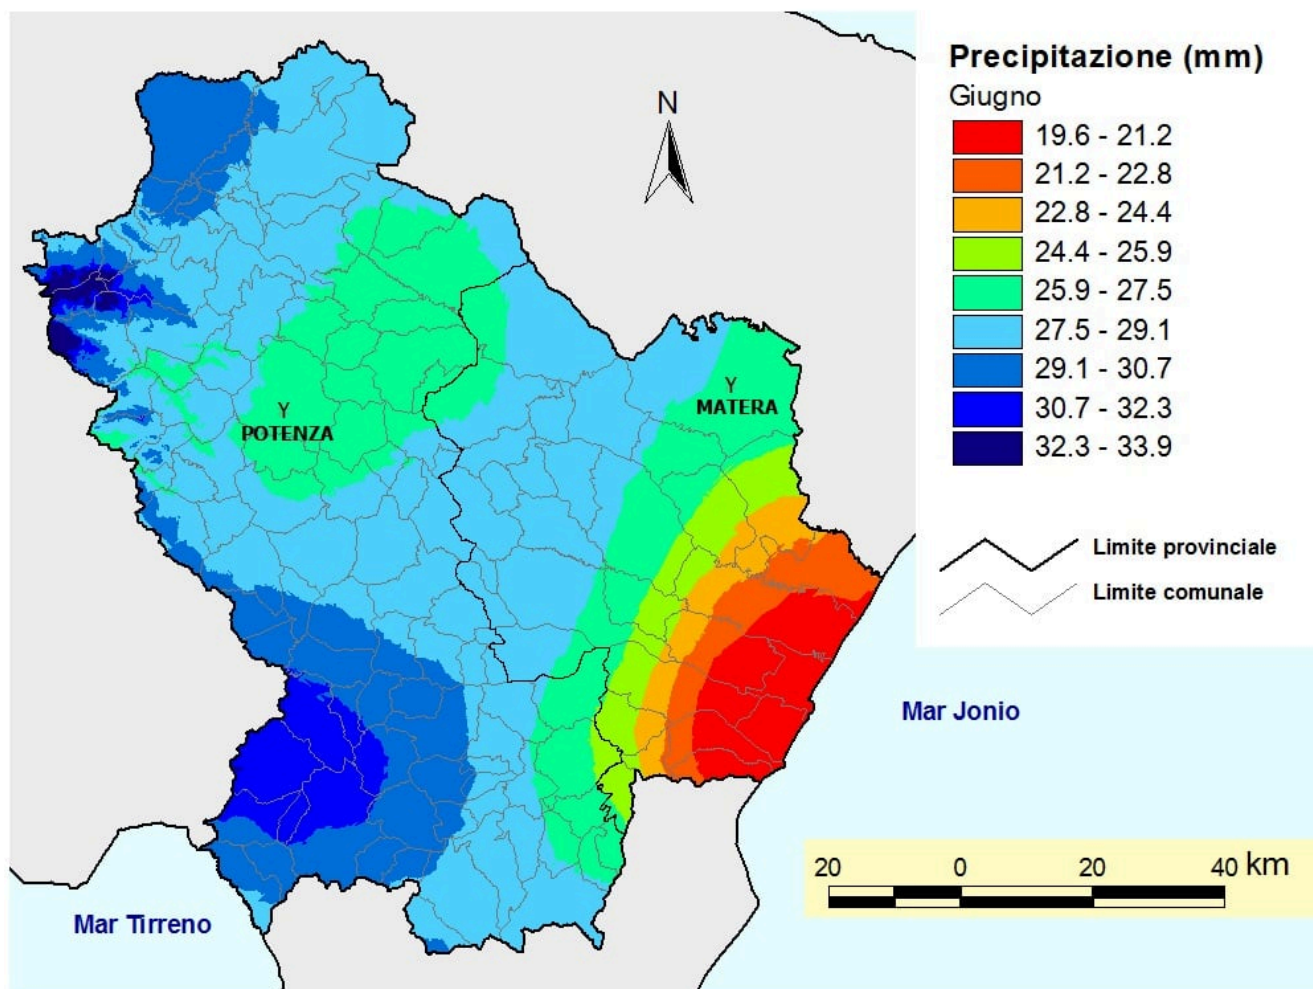 Precipitazione (mm)
Giugno
19.6 - 21.2
21.2 - 22.8
22.8 - 24.4
24.4 - 25.9
25.9 - 27.5
27.5 - 29.1
29.1 - 30.7
30.7 - 32.3
32.3 - 33.9
N
Y
MATERA
Y
POTENZA
Limite provinciale
Limite comunale
Mar Jonio
20 0 20 40 km
Mar Tirreno